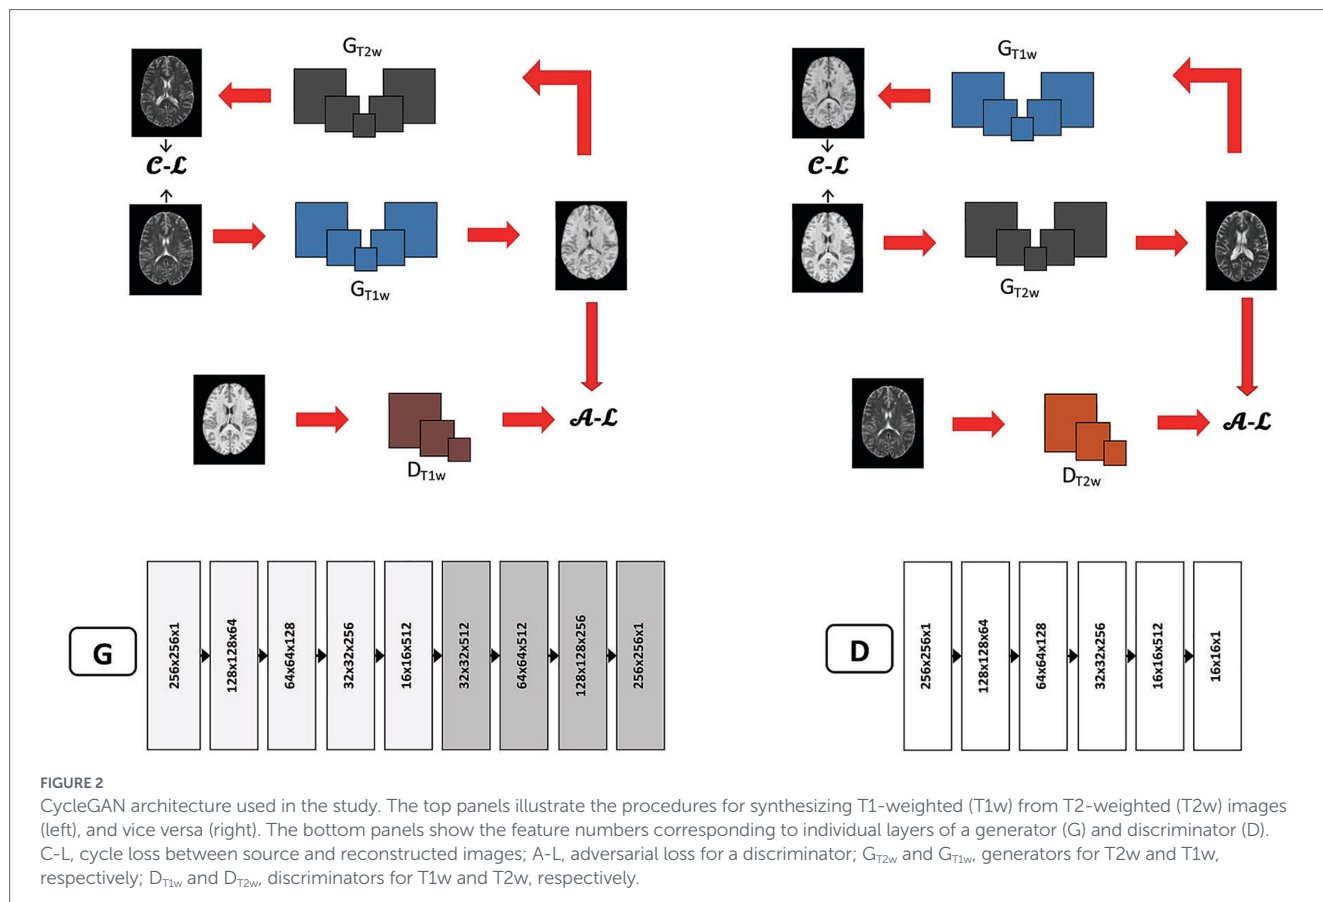 G_T2w
C-L
G_T1w
A-L
D_T1w
G_T1w
C-L
G_T2w
A-L
D_T2w
G
256x256x1
128x128x64
64x64x128
32x32x256
16x16x512
32x32x512
64x64x512
128x128x256
256x256x1
D
256x256x1
128x128x64
64x64x128
32x32x256
16x16x512
16x16x1
FIGURE 2
CycleGAN architecture used in the study. The top panels illustrate the procedures for synthesizing T1-weighted (T1w) from T2-weighted (T2w) images
(left), and vice versa (right). The bottom panels show the feature numbers corresponding to individual layers of a generator (G) and discriminator (D).
C-L, cycle loss between source and reconstructed images; A-L, adversarial loss for a discriminator; G_T2w and G_T1w, generators for T2w and T1w,
respectively; D_T1w and D_T2w, discriminators for T1w and T2w, respectively.